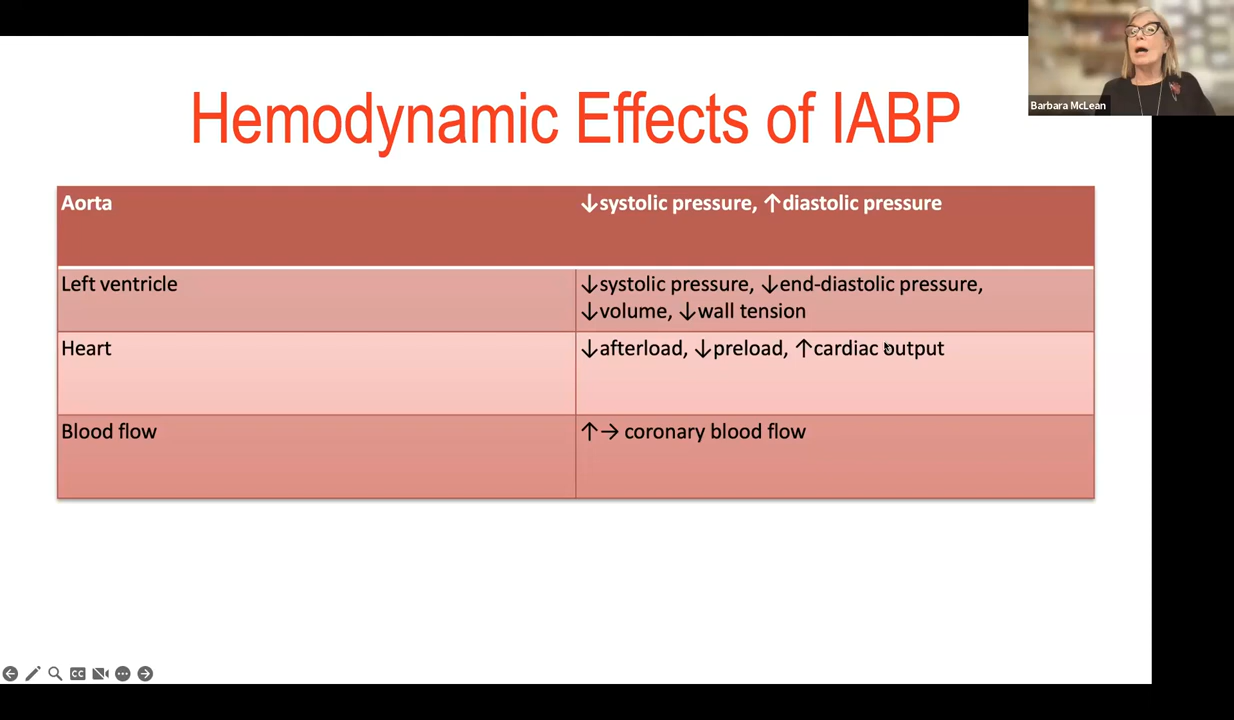 Barbara McLean
Hemodynamic Effects of IABP
Aorta
↓systolic pressure, ↑diastolic pressure
Left ventricle
↓systolic pressure, ↓end-diastolic pressure,
↓volume, ↓wall tension
Heart
↓afterload, ↓preload, ↑cardiac output
Blood flow
↑→ coronary blood flow
CC